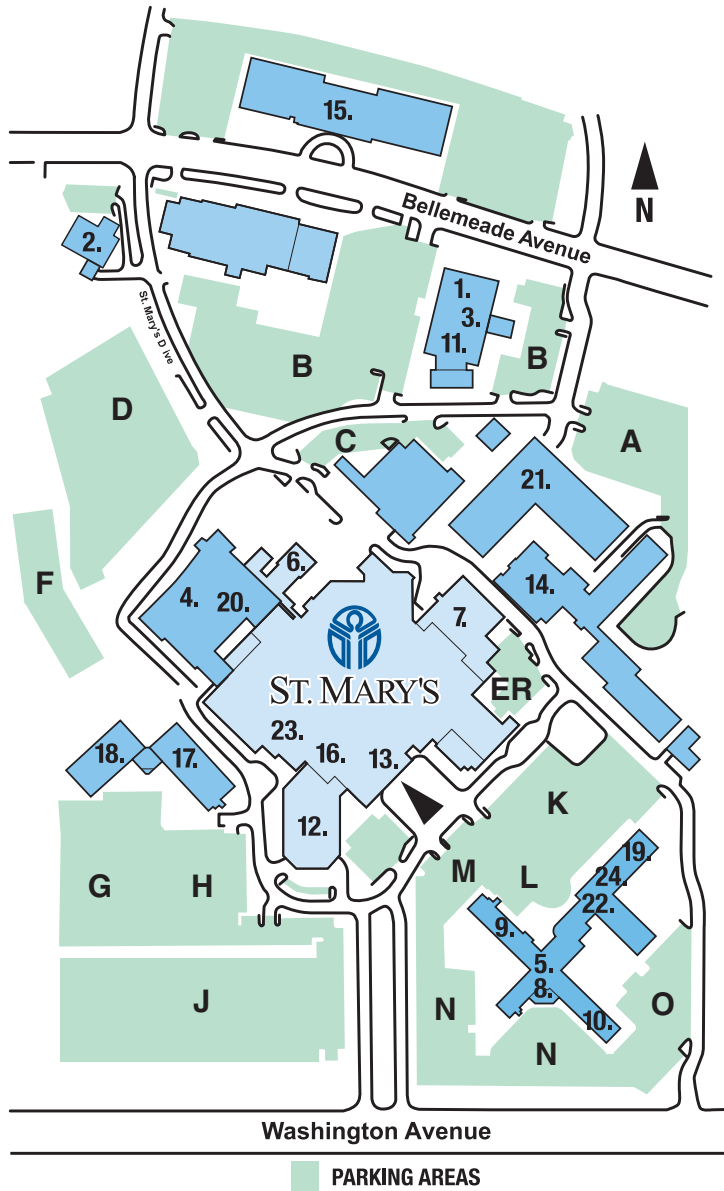 15.
Bellemeade Avenue
N
2.
1.
3.
11.
St. Mary's D ive
B
B
D
C
A
21.
F
6.
14.
4.
20.
7.
ST. MARY'S
ER
23.
16.
13.
18.
17.
12.
K
G
H
M
L
19.
24.
22.
9.
5.
8.
10.
J
N
O
N
Washington Avenue
PARKING AREAS